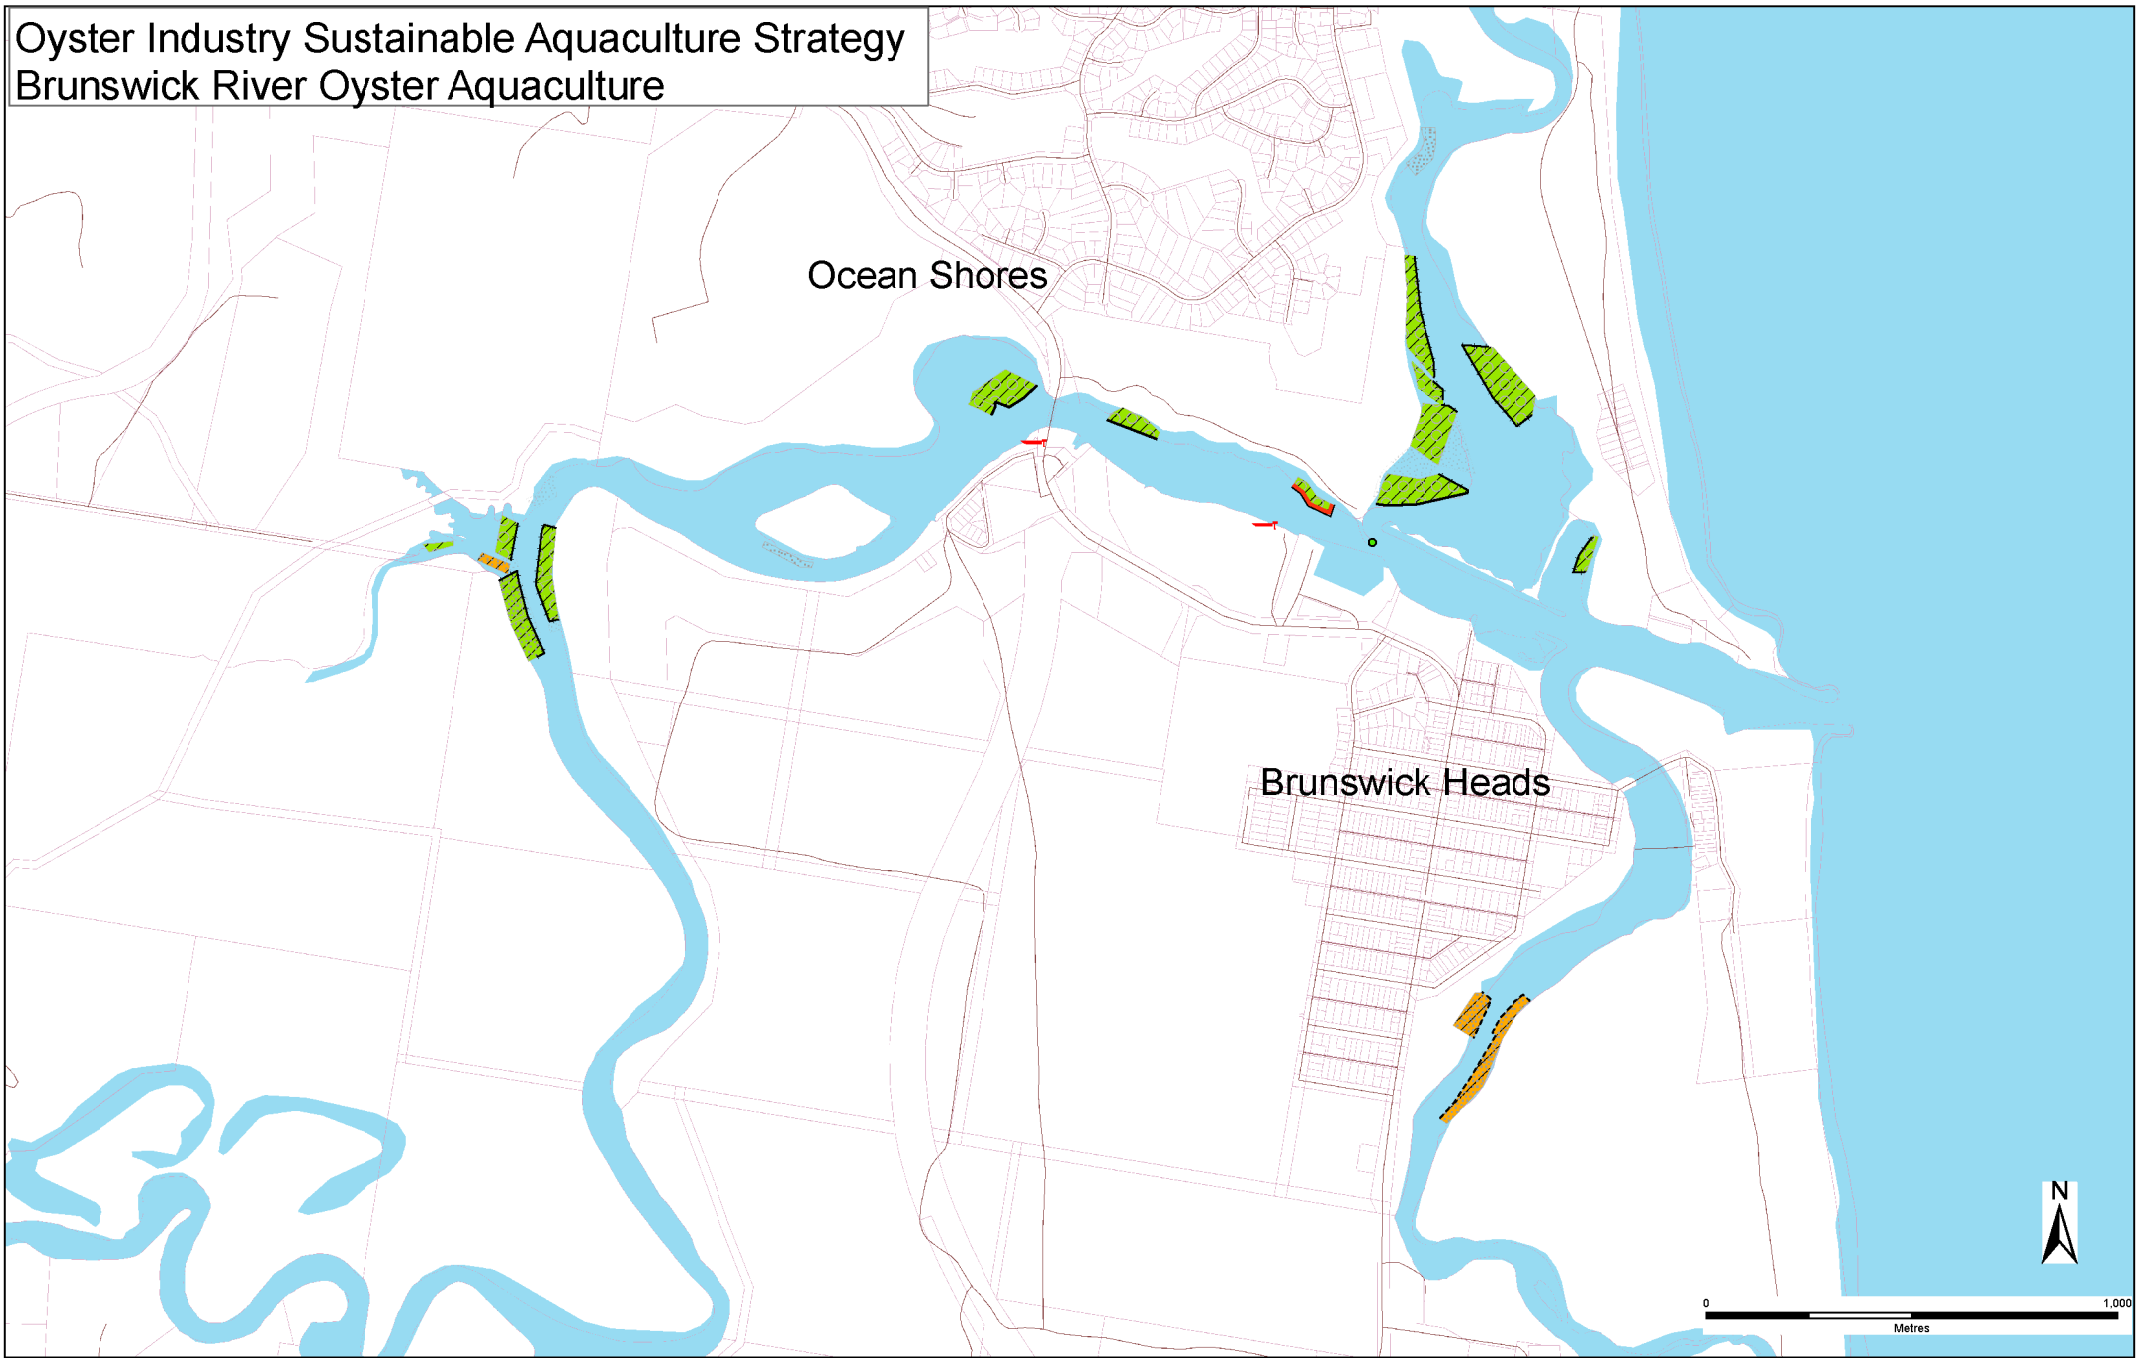 Oyster Industry Sustainable Aquaculture Strategy
Brunswick River Oyster Aquaculture
Ocean Shores
Brunswick Heads
N
0 1,000
Metres